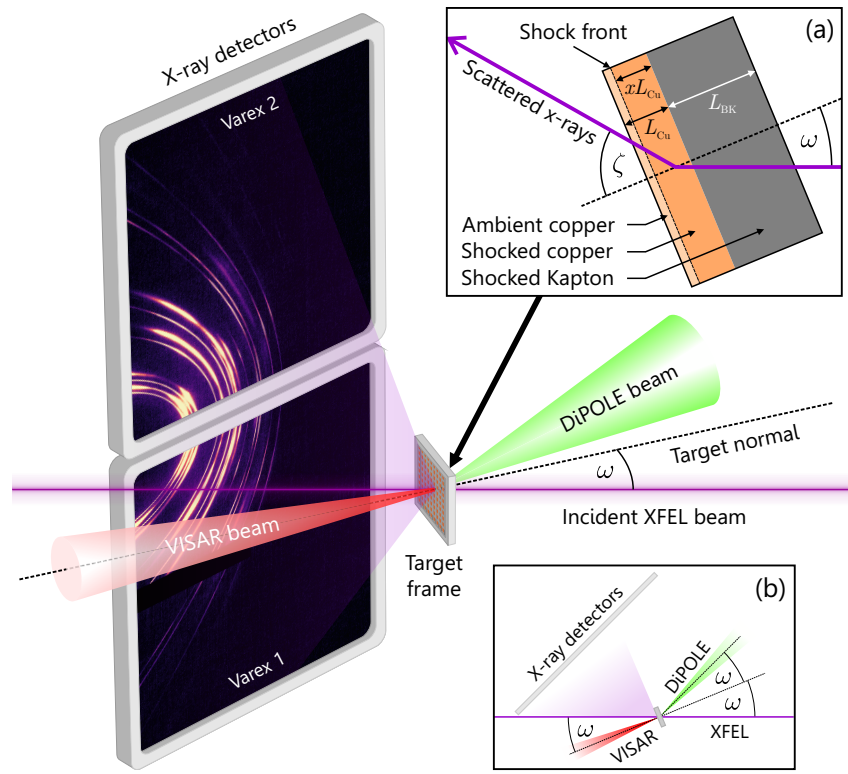 X-ray detectors
Varex 2
Varex 1
VISAR beam
Target
frame
DiPOLE beam
Target normal
ω
Incident XFEL beam
(a)
Shock front
Scattered x-rays
xL_Cu
L_Cu
L_BK
ω
ζ
Ambient copper
Shocked copper
Shocked Kapton
(b)
X-ray detectors
DiPOLE
ω
ω
ω
VISAR
XFEL